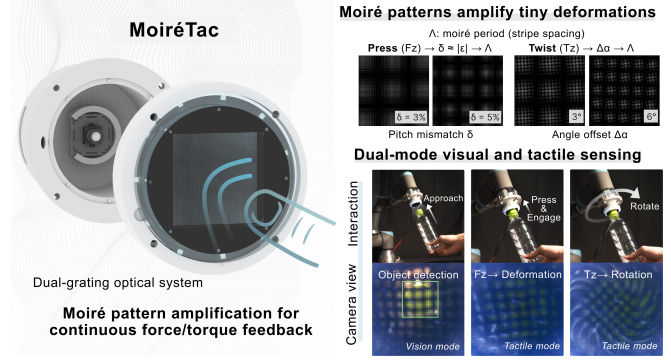 MoiréTac
Dual-grating optical system
Moiré pattern amplification for
continuous force/torque feedback
Moiré patterns amplify tiny deformations
Λ: moiré period (stripe spacing)
Press (Fz) → δ ≈ |ε| → Λ
Twist (Tz) → Δα → Λ
δ = 3%
δ = 5%
3°
6°
Pitch mismatch δ
Angle offset Δα
Dual-mode visual and tactile sensing
Interaction
Approach
Press
&
Engage
Rotate
Camera view
Object detection
Fz→ Deformation
Tz→ Rotation
Vision mode
Tactile mode
Tactile mode